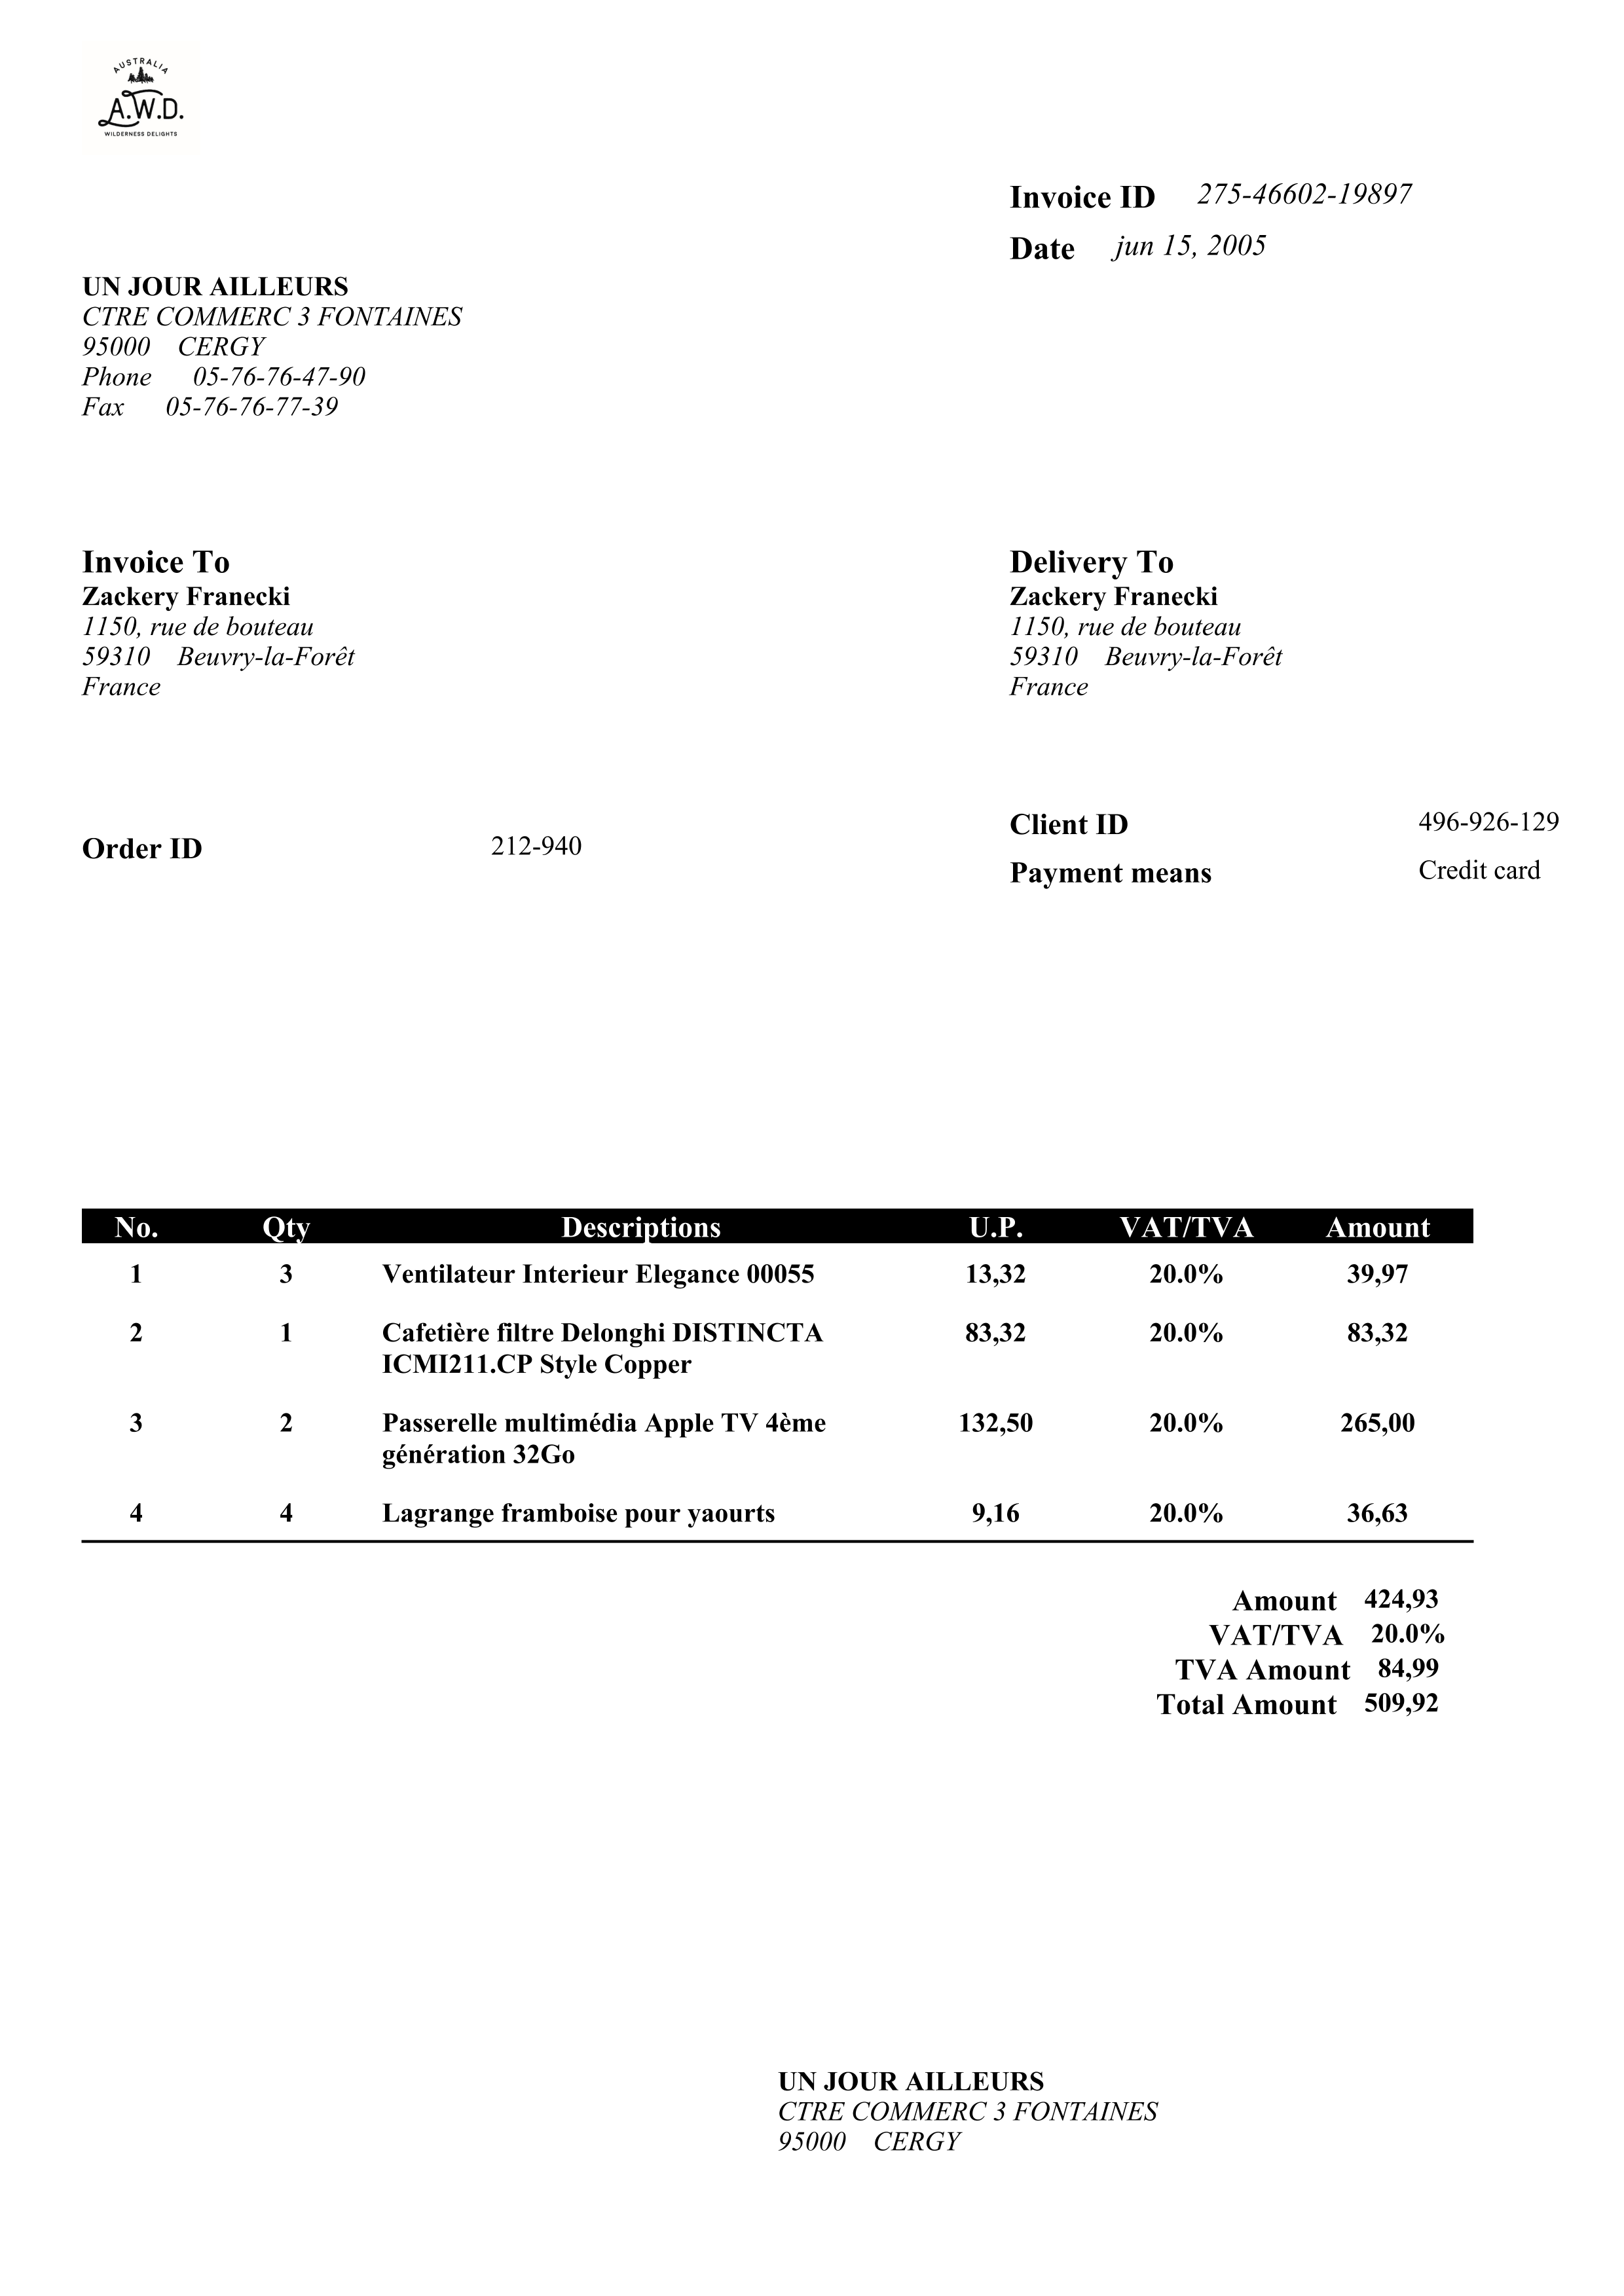 AUSTRALIA
A.W.D.
WILDERNESS DELIGHTS
Invoice ID 275-46602-19897
Date jun 15, 2005
UN JOUR AILLEURS
CTRE COMMERC 3 FONTAINES
95000 CERGY
Phone 05-76-76-47-90
Fax 05-76-76-77-39
Invoice To
Zackery Franecki
1150, rue de bouteau
59310 Beuvry-la-Forêt
France
Delivery To
Zackery Franecki
1150, rue de bouteau
59310 Beuvry-la-Forêt
France
Order ID 212-940
Client ID 496-926-129
Payment means Credit card
No. Qty Descriptions U.P. VAT/TVA Amount
1 3 Ventilateur Interieur Elegance 00055 13,32 20.0% 39,97
2 1 Cafetière filtre Delonghi DISTINCTA 83,32 20.0% 83,32
ICMI211.CP Style Copper
3 2 Passerelle multimédia Apple TV 4ème 132,50 20.0% 265,00
génération 32Go
4 4 Lagrange framboise pour yaourts 9,16 20.0% 36,63
Amount 424,93
VAT/TVA 20.0%
TVA Amount 84,99
Total Amount 509,92
UN JOUR AILLEURS
CTRE COMMERC 3 FONTAINES
95000 CERGY